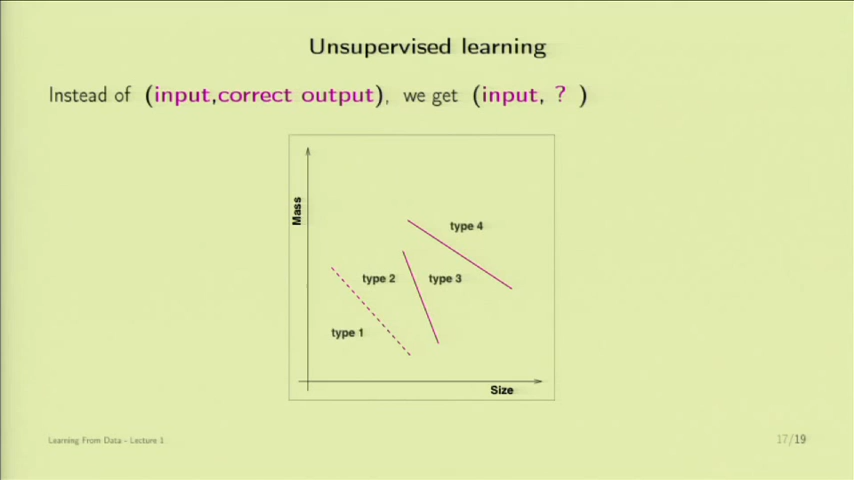 Unsupervised learning
Instead of (input,correct output), we get (input, ? )
Mass
type 4
type 2
type 3
type 1
Size
Learning From Data - Lecture 1
17/19